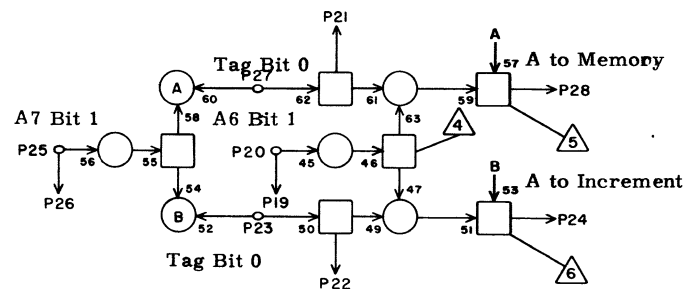 P21
A
Tag Bit 0
57
A to Memory
P27
A
60
62
61
59
P28
58
63
A7 Bit 1
A6 Bit 1
4
5
P25
56
55
P20
45
46
54
47
B
53
A to Increment
P26
P19
B
52
P23
50
49
51
P24
Tag Bit 0
P22
6